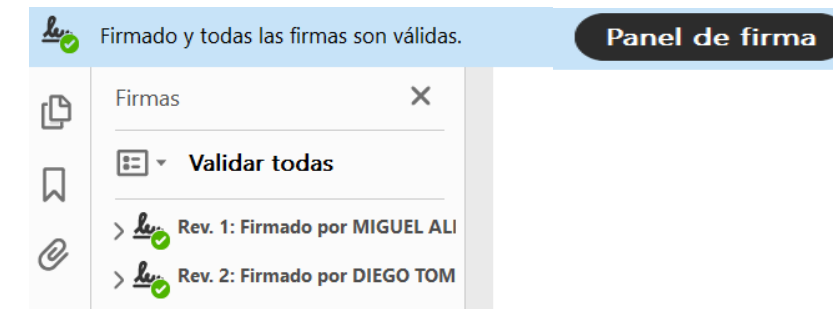 Firmado y todas las firmas son válidas. Panel de firma
Firmas
Validar todas
Rev. 1: Firmado por MIGUEL
Rev. 2: Firmado por DIEGO TOM